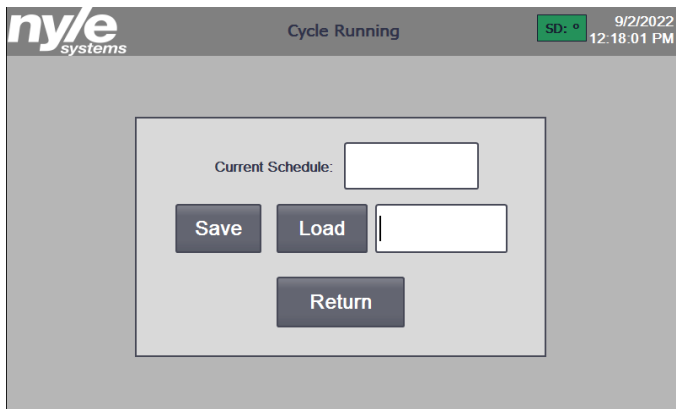 nyle
systems
Cycle Running
SD: º
9/2/2022
12:18:01 PM
Current Schedule:
Save
Load
Return